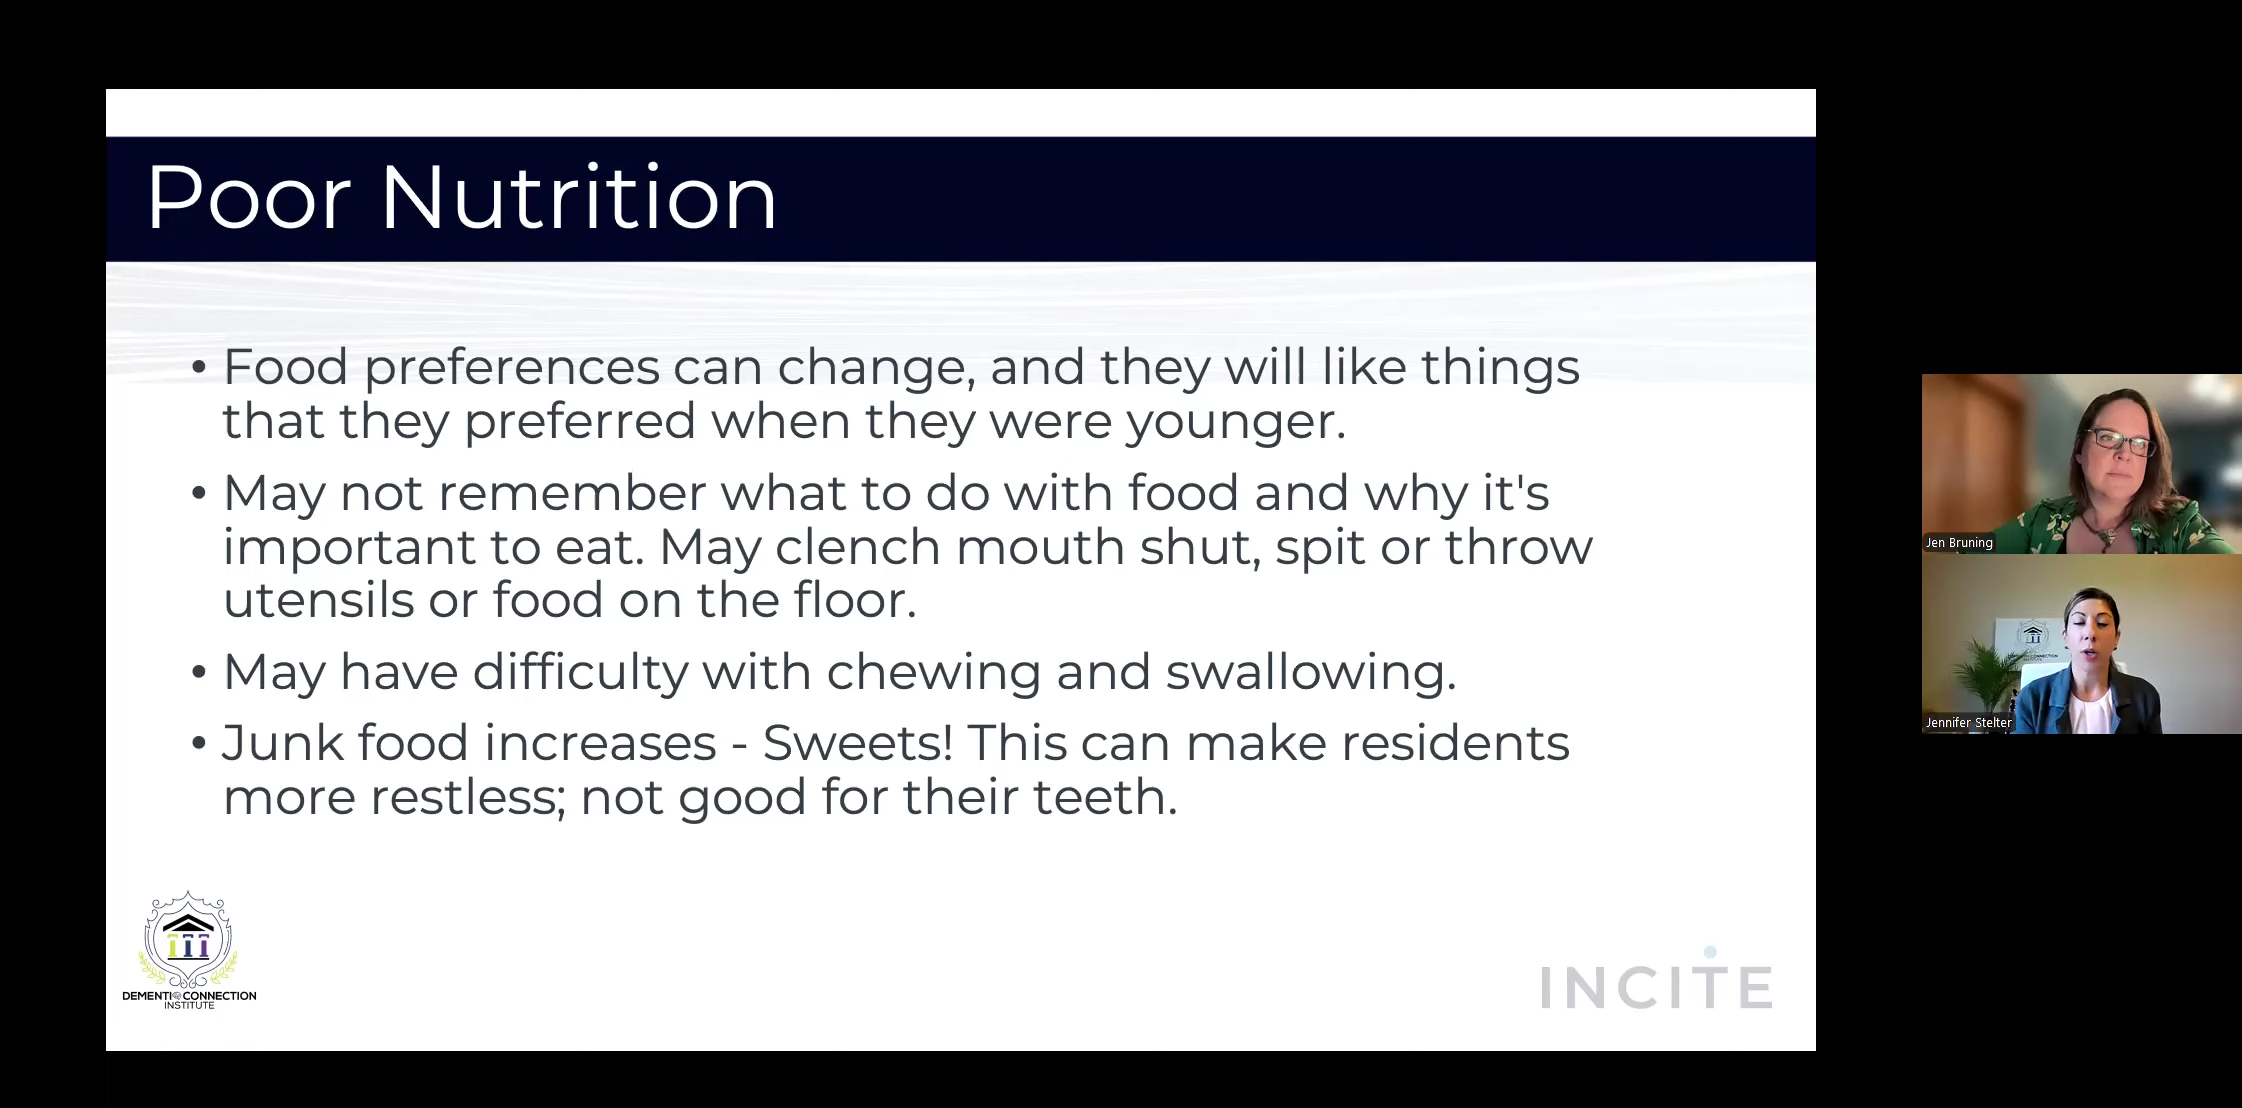 Poor Nutrition
• Food preferences can change, and they will like things
that they preferred when they were younger.
• May not remember what to do with food and why it's
important to eat. May clench mouth shut, spit or throw
utensils or food on the floor.
• May have difficulty with chewing and swallowing.
• Junk food increases - Sweets! This can make residents
more restless; not good for their teeth.
DEMENTIA CONNECTION
INSTITUTE
INCITE
Jen Bruning
DEMENTIA CONNECTION
INSTITUTE
Jennifer Stelter